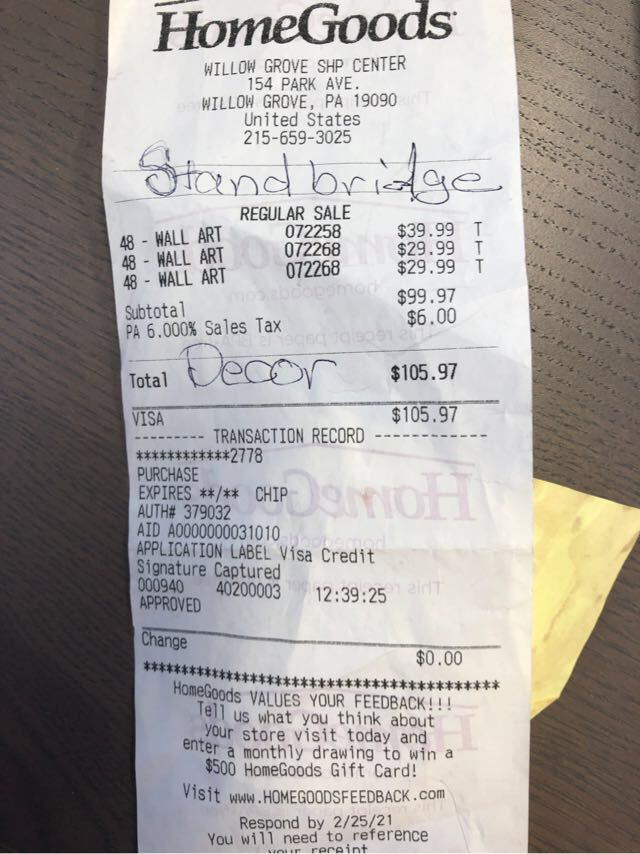 HomeGoods
WILLOW GROVE SHP CENTER
154 PARK AVE.
WILLOW GROVE, PA 19090
United States
215-659-3025
Standbridge
REGULAR SALE
48 - WALL ART 072258 $39.99 T
48 - WALL ART 072268 $29.99 T
48 - WALL ART 072268 $29.99 T
Subtotal $99.97
PA 6.000% Sales Tax $6.00
Total Decor $105.97
VISA $105.97
--------- TRANSACTION RECORD ------------
************2778
PURCHASE
EXPIRES **/** CHIP
AUTH# 379032
AID A0000000031010
APPLICATION LABEL Visa Credit
Signature Captured
000940 40200003 12:39:25
APPROVED
Change $0.00
******************************************
HomeGoods VALUES YOUR FEEDBACK!!!
Tell us what you think about
your store visit today and
enter a monthly drawing to win a
$500 HomeGoods Gift Card!
Visit www.HOMEGOODSFEEDBACK.com
Respond by 2/25/21
You will need to reference
your receipt